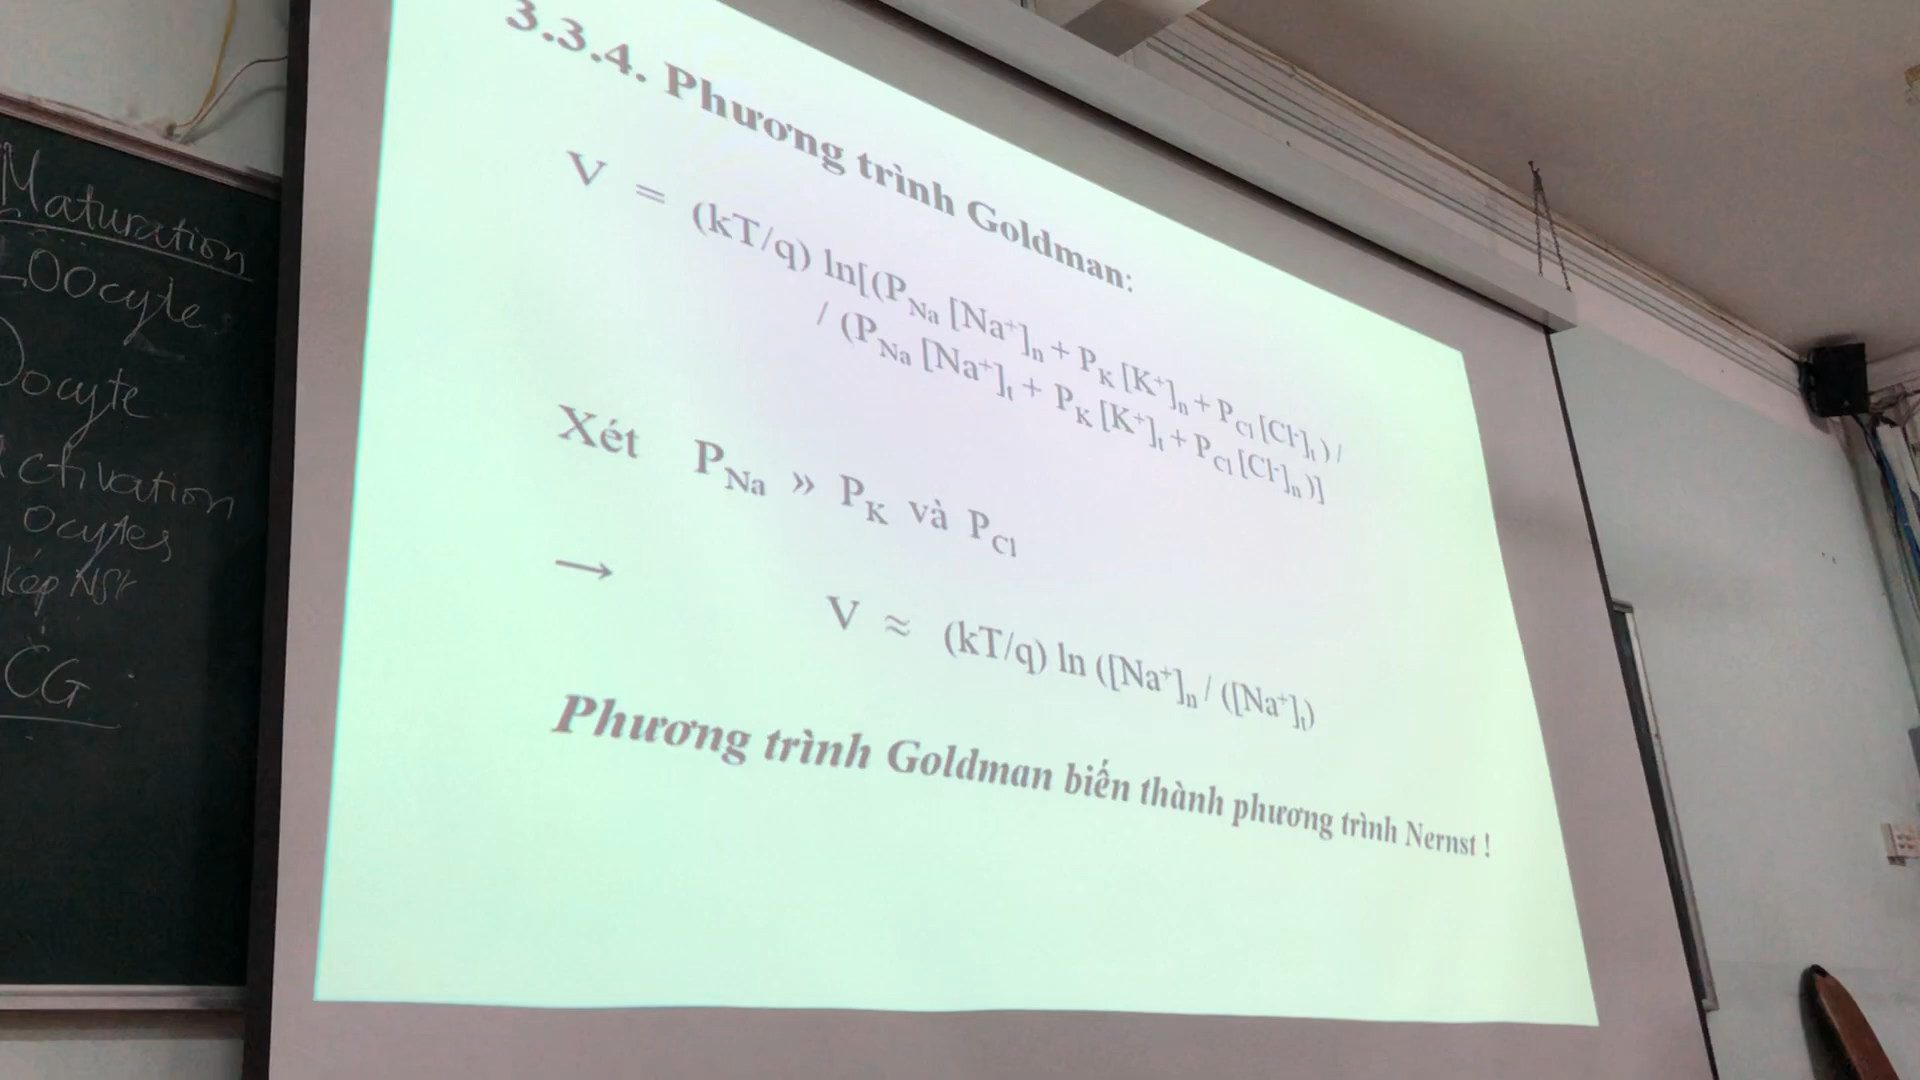 Maturation
Oocyte
Oocyte
Activation
ocytes
kép NST
CG
3.3.4. Phương trình Goldman:
V = (kT/q) ln[(P_Na [Na⁺]_n + P_K [K⁺]_n + P_Cl [Cl⁻]_t ) /
/ (P_Na [Na⁺]_t + P_K [K⁺]_t + P_Cl [Cl⁻]_n )]
Xét P_Na » P_K và P_Cl
→
V ≈ (kT/q) ln ([Na⁺]_n / ([Na⁺]_t)
Phương trình Goldman biến thành phương trình Nernst !